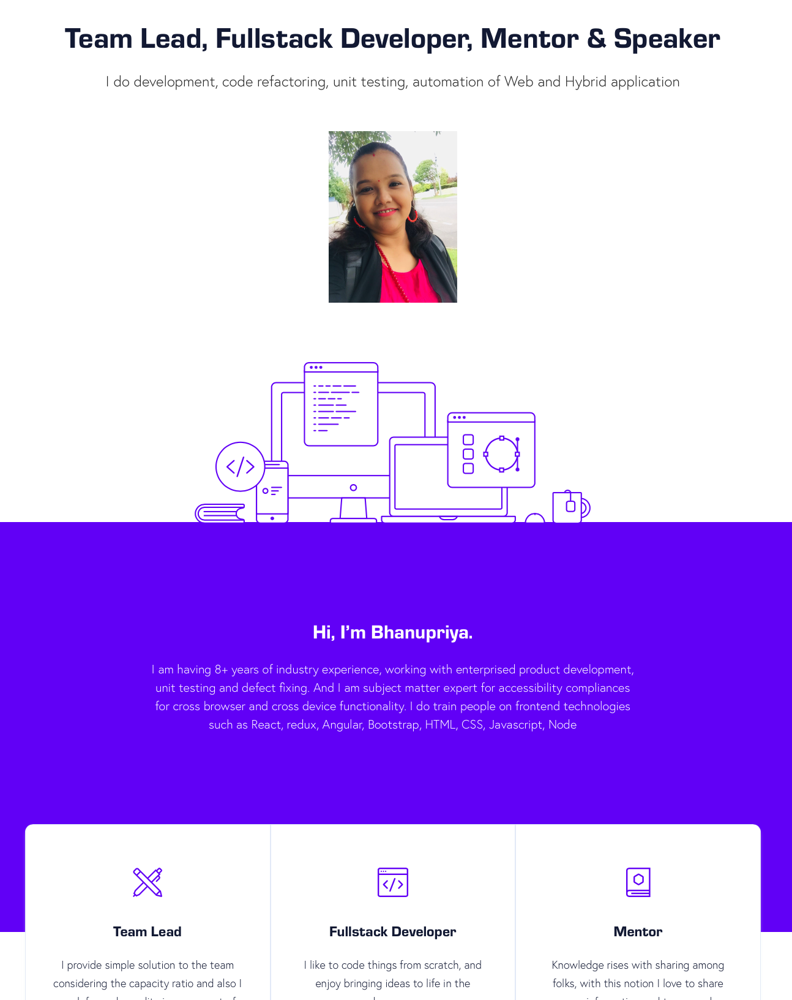 Team Lead, Fullstack Developer, Mentor & Speaker
I do development, code refactoring, unit testing, automation of Web and Hybrid application
Hi, I’m Bhanupriya.
I am having 8+ years of industry experience, working with enterprised product development,
unit testing and defect fixing. And I am subject matter expert for accessibility compliances
for cross browser and cross device functionality. I do train people on frontend technologies
such as React, redux, Angular, Bootstrap, HTML, CSS, Javascript, Node
Team Lead
I provide simple solution to the team
considering the capacity ratio and also I
Fullstack Developer
I like to code things from scratch, and
enjoy bringing ideas to life in the
Mentor
Knowledge rises with sharing among
folks, with this notion I love to share